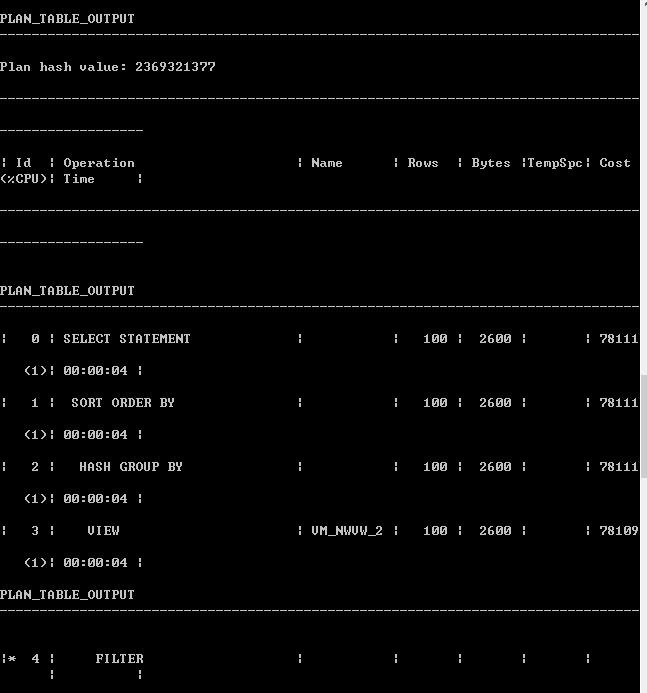 PLAN_TABLE_OUTPUT
--------------------------------------------------------------------------------
Plan hash value: 2369321377
--------------------------------------------------------------------------------
------------------
| Id  | Operation                    | Name      | Rows  | Bytes |TempSpc| Cost
(%CPU)| Time     |
--------------------------------------------------------------------------------
------------------
PLAN_TABLE_OUTPUT
--------------------------------------------------------------------------------
|   0 | SELECT STATEMENT             |           |   100 |  2600 |       | 78111
   (1)| 00:00:04 |
|   1 |  SORT ORDER BY               |           |   100 |  2600 |       | 78111
   (1)| 00:00:04 |
|   2 |   HASH GROUP BY              |           |   100 |  2600 |       | 78111
   (1)| 00:00:04 |
|   3 |    VIEW                      | VM_NWVW_2 |   100 |  2600 |       | 78109
   (1)| 00:00:04 |
PLAN_TABLE_OUTPUT
--------------------------------------------------------------------------------
|*  4 |     FILTER                   |           |       |       |       |
      |          |